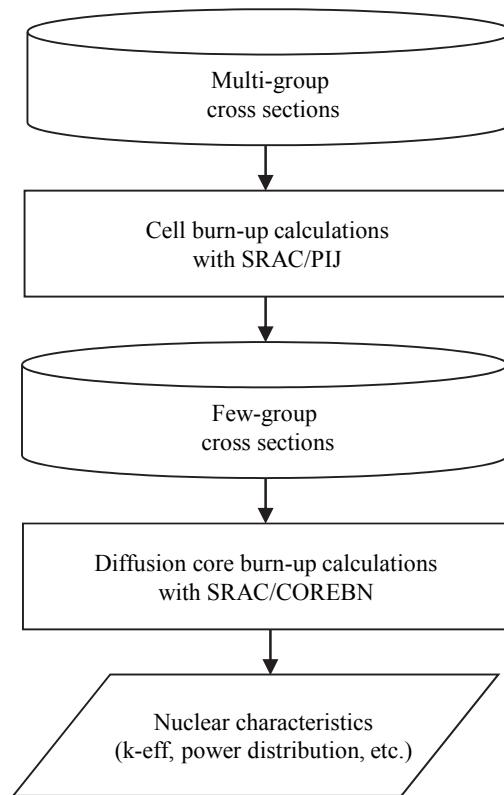 Multi-group
cross sections
Cell burn-up calculations
with SRAC/PIJ
Few-group
cross sections
Diffusion core burn-up calculations
with SRAC/COREBN
Nuclear characteristics
(k-eff, power distribution, etc.)